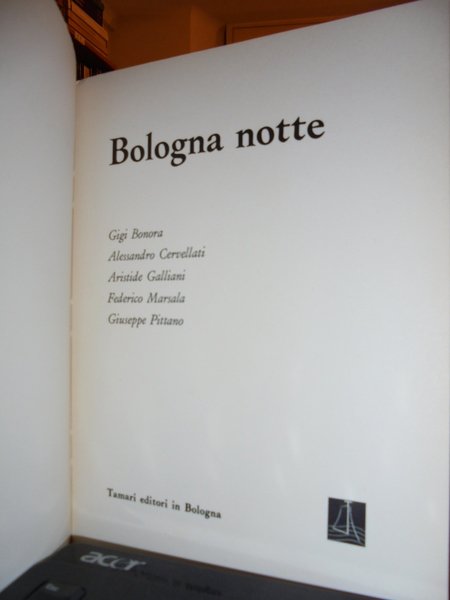 Bologna notte
Gigi Bonora
Alessandro Cervellati
Aristide Galliani
Federico Marsala
Giuseppe Pittano
Tamari editori in Bologna
acer